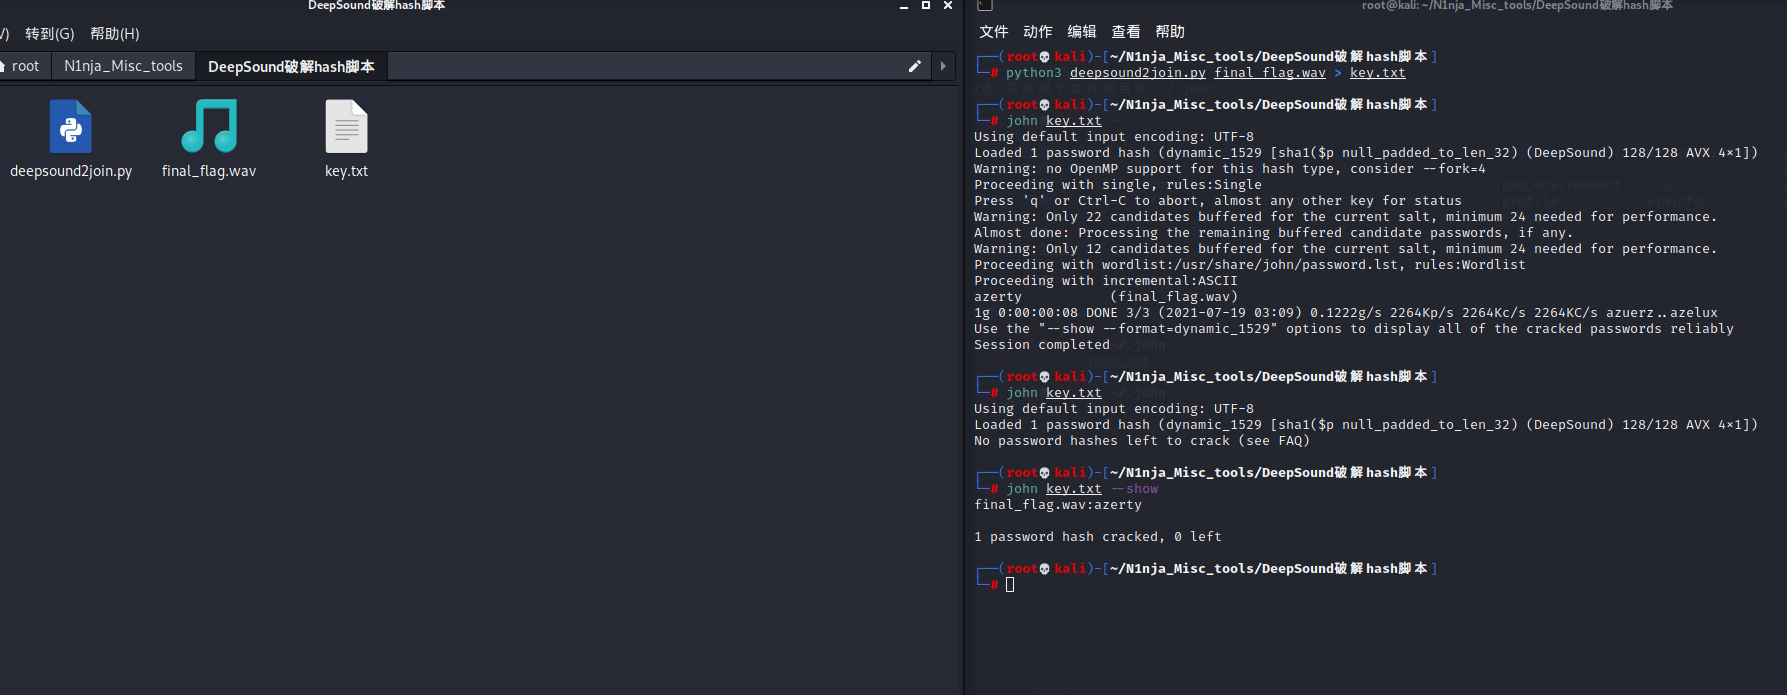 DeepSound破解hash脚本
V) 转到(G) 帮助(H)
root N1nja_Misc_tools DeepSound破解hash脚本
deepsound2join.py final_flag.wav key.txt
root@kali: ~/N1nja_Misc_tools/DeepSound破解hash脚本
文件 动作 编辑 查看 帮助
┌──(root💀kali)-[~/N1nja_Misc_tools/DeepSound破解hash脚本]
└─# python3 deepsound2join.py final_flag.wav > key.txt
┌──(root💀kali)-[~/N1nja_Misc_tools/DeepSound破解hash脚本]
└─# john key.txt
Using default input encoding: UTF-8
Loaded 1 password hash (dynamic_1529 [sha1($p null_padded_to_len_32) (DeepSound) 128/128 AVX 4×1])
Warning: no OpenMP support for this hash type, consider --fork=4
Proceeding with single, rules:Single
Press 'q' or Ctrl-C to abort, almost any other key for status
Warning: Only 22 candidates buffered for the current salt, minimum 24 needed for performance.
Almost done: Processing the remaining buffered candidate passwords, if any.
Warning: Only 12 candidates buffered for the current salt, minimum 24 needed for performance.
Proceeding with wordlist:/usr/share/john/password.lst, rules:Wordlist
Proceeding with incremental:ASCII
azerty (final_flag.wav)
1g 0:00:00:08 DONE 3/3 (2021-07-19 03:09) 0.1222g/s 2264Kp/s 2264Kc/s 2264KC/s azuerz..azelux
Use the "--show --format=dynamic_1529" options to display all of the cracked passwords reliably
Session completed
┌──(root💀kali)-[~/N1nja_Misc_tools/DeepSound破解hash脚本]
└─# john key.txt
Using default input encoding: UTF-8
Loaded 1 password hash (dynamic_1529 [sha1($p null_padded_to_len_32) (DeepSound) 128/128 AVX 4×1])
No password hashes left to crack (see FAQ)
┌──(root💀kali)-[~/N1nja_Misc_tools/DeepSound破解hash脚本]
└─# john key.txt --show
final_flag.wav:azerty
1 password hash cracked, 0 left
┌──(root💀kali)-[~/N1nja_Misc_tools/DeepSound破解hash脚本]
└─#